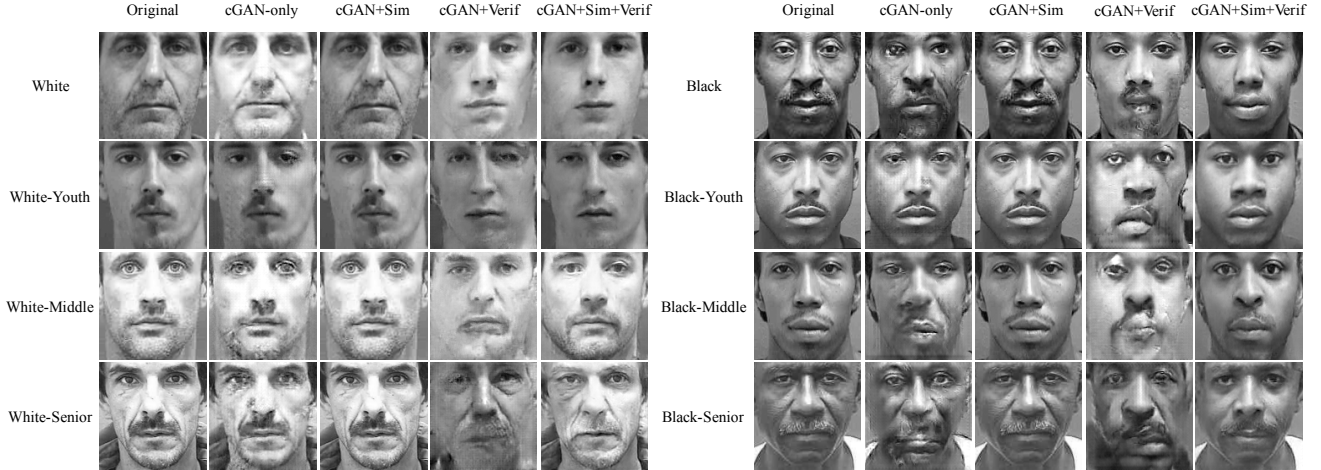 Original cGAN-only cGAN+Sim cGAN+Verif cGAN+Sim+Verif
White
White-Youth
White-Middle
White-Senior
Original cGAN-only cGAN+Sim cGAN+Verif cGAN+Sim+Verif
Black
Black-Youth
Black-Middle
Black-Senior